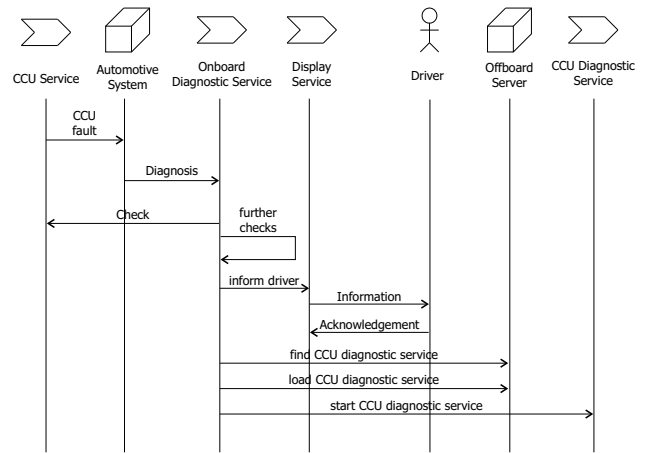 CCU Service
Automotive
System
Onboard
Diagnostic Service
Display
Service
Driver
Offboard
Server
CCU Diagnostic
Service
CCU
fault
Diagnosis
Check
further
checks
inform driver
Information
Acknowledgement
find CCU diagnostic service
load CCU diagnostic service
start CCU diagnostic service